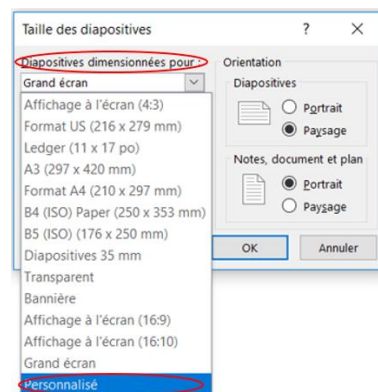 Taille des diapositives
? ×
Diapositives dimensionnées pour :
Grand écran
Affichage à l'écran (4:3)
Format US (216 x 279 mm)
Ledger (11 x 17 po)
A3 (297 x 420 mm)
Format A4 (210 x 297 mm)
B4 (ISO) Paper (250 x 353 mm)
B5 (ISO) (176 x 250 mm)
Diapositives 35 mm
Transparent
Bannière
Affichage à l'écran (16:9)
Affichage à l'écran (16:10)
Grand écran
Personnalisé
Orientation
Diapositives
Portrait
Paysage
Notes, document et plan
Portrait
Paysage
OK
Annuler